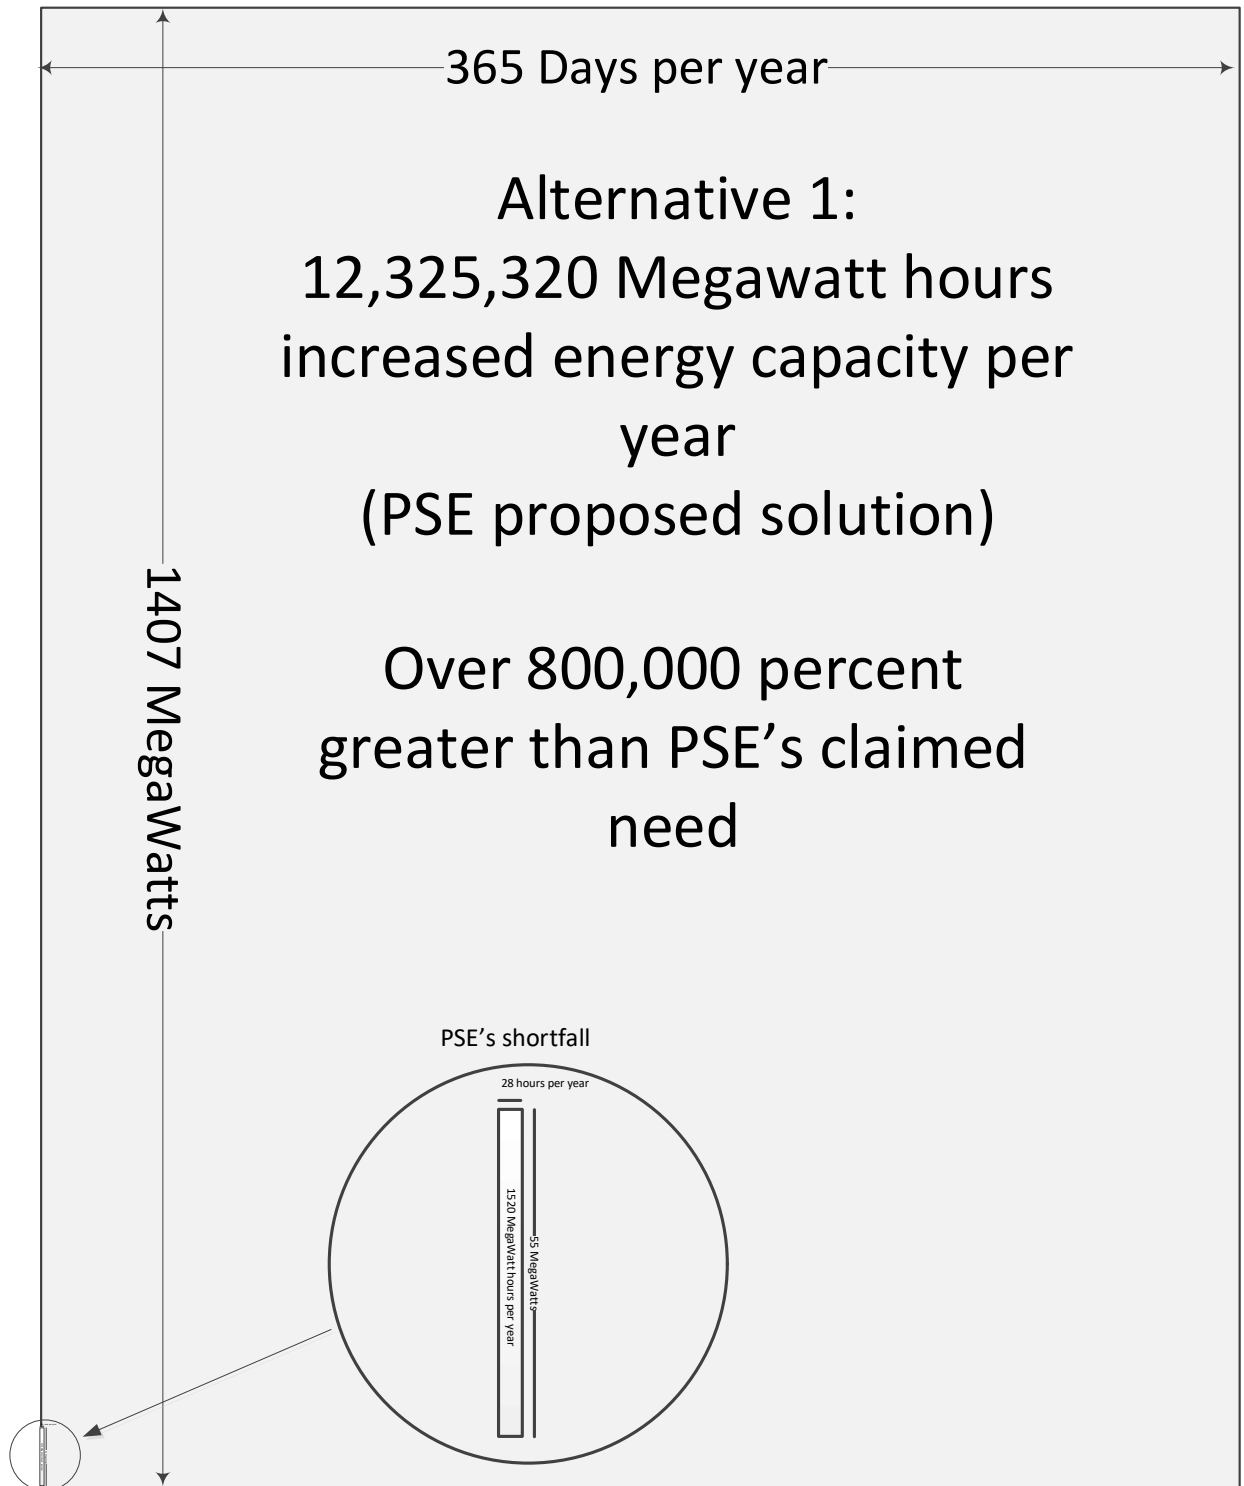 365 Days per year
Alternative 1:
12,325,320 Megawatt hours
increased energy capacity per
year
(PSE proposed solution)
1407 MegaWatts
Over 800,000 percent
greater than PSE’s claimed
need
PSE’s shortfall
28 hours per year
1520 MegaWatt hours per year
55 MegaWatts